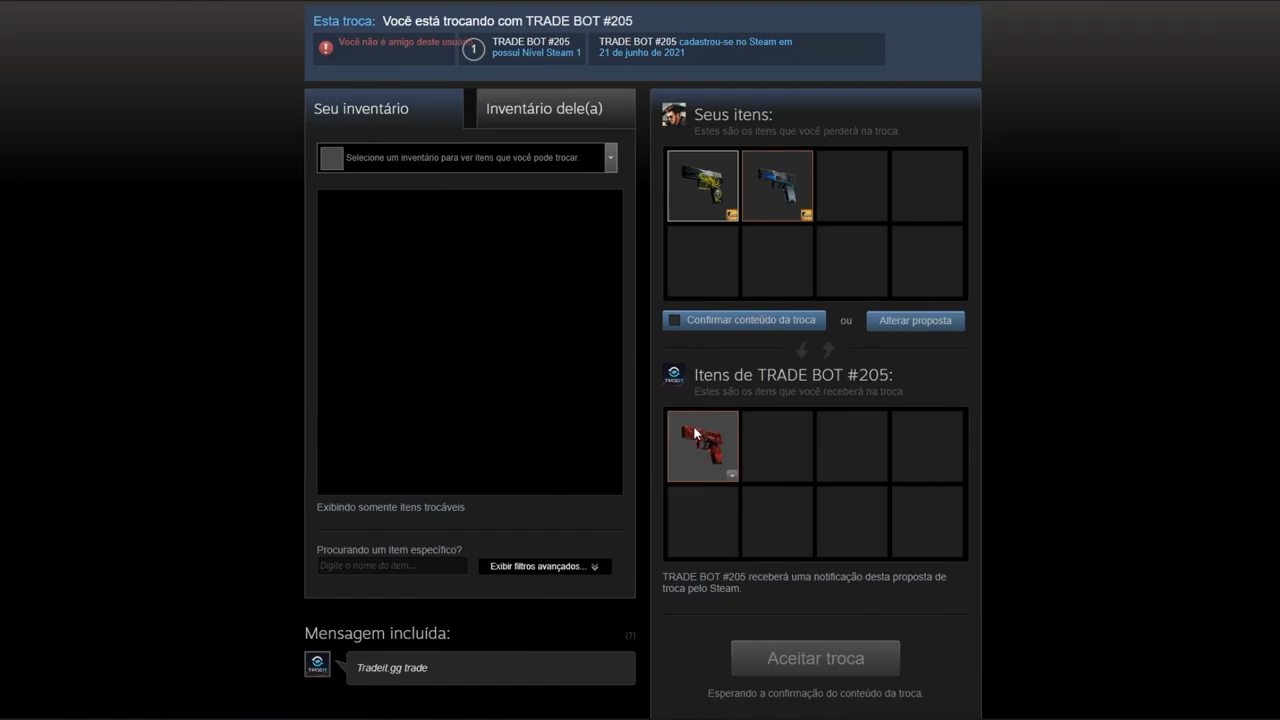 Esta troca: Você está trocando com TRADE BOT #205
Você não é amigo deste usuá
1
TRADE BOT #205
possui Nível Steam 1
TRADE BOT #205 cadastrou-se no Steam em
21 de junho de 2021
Seu inventário
Inventário dele(a)
Selecione um inventário para ver itens que você pode trocar.
Exibindo somente itens trocáveis
Procurando um item específico?
Digite o nome do item...
Exibir filtros avançados...
Mensagem incluída:
(?)
Tradeit.gg trade
Seus itens:
Estes são os itens que você perderá na troca.
Confirmar conteúdo da troca
ou
Alterar proposta
Itens de TRADE BOT #205:
Estes são os itens que você receberá na troca.
TRADE BOT #205 receberá uma notificação desta proposta de
troca pelo Steam.
Aceitar troca
Esperando a confirmação do conteúdo da troca.